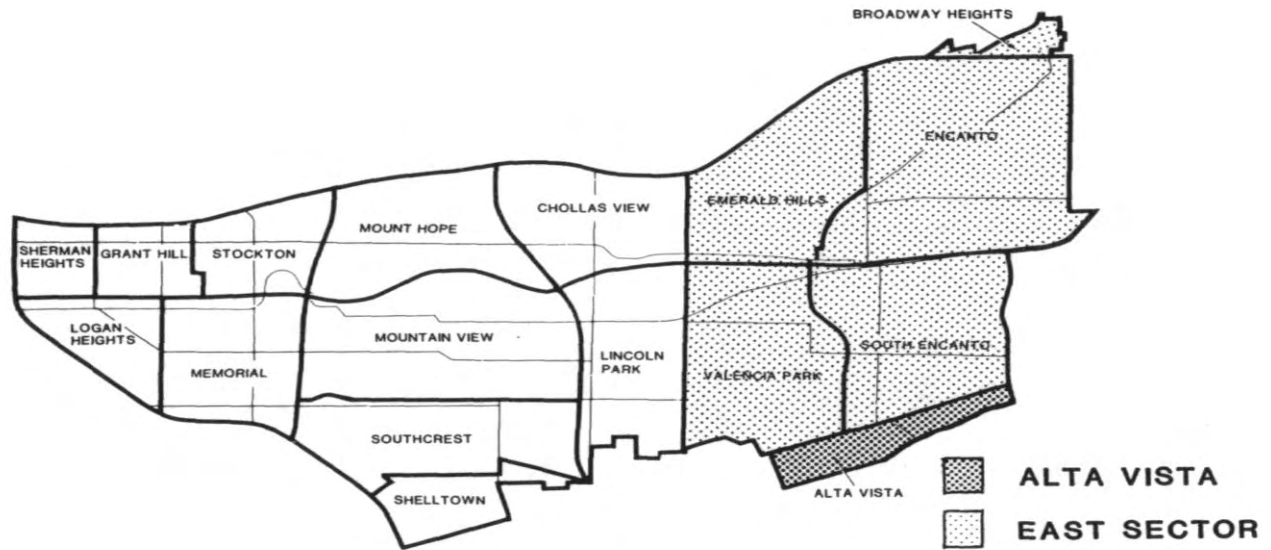 BROADWAY HEIGHTS
ENCANTO
EMERALD HILLS
CHOLLAS VIEW
MOUNT HOPE
SHERMAN
HEIGHTS
GRANT HILL
STOCKTON
LOGAN
HEIGHTS
MEMORIAL
MOUNTAIN VIEW
LINCOLN
PARK
VALENCIA PARK
SOUTH ENCANTO
SOUTHCREST
SHELLTOWN
ALTA VISTA
ALTA VISTA
EAST SECTOR